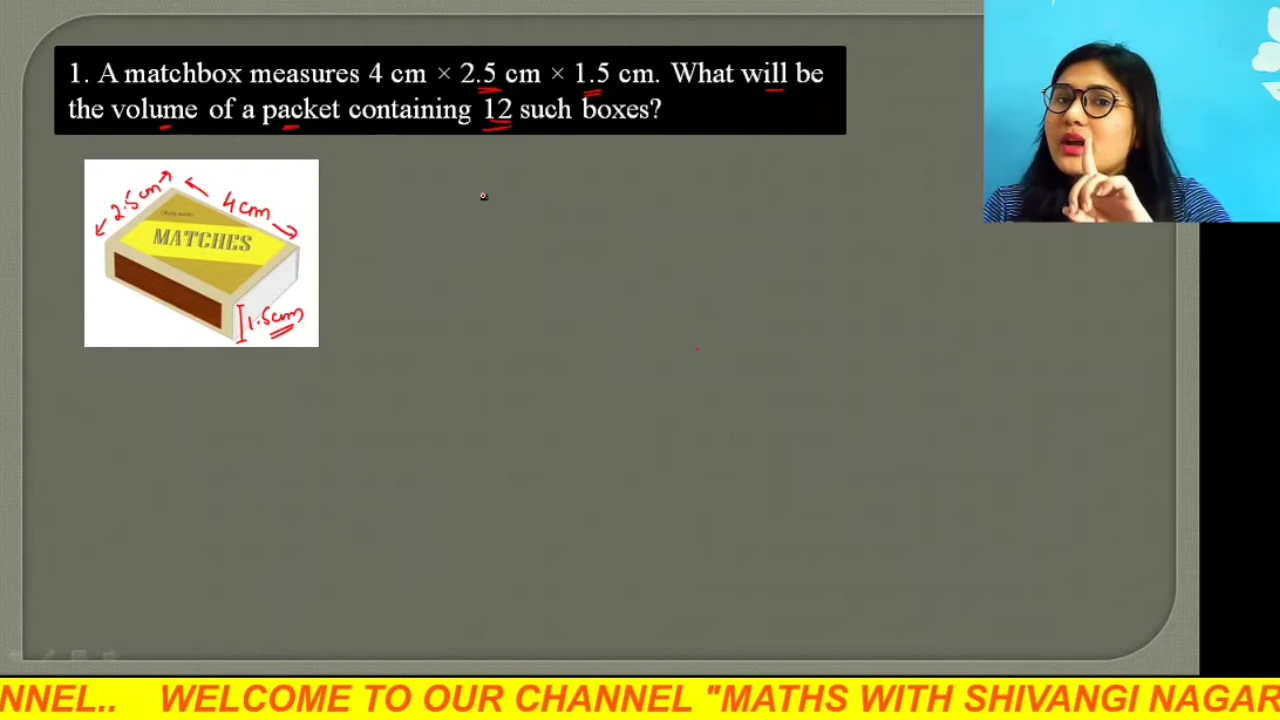 1. A matchbox measures 4 cm × 2.5 cm × 1.5 cm. What will be
the volume of a packet containing 12 such boxes?
2.5 cm
4cm
MATCHES
1.5cm
NNEL.. WELCOME TO OUR CHANNEL "MATHS WITH SHIVANGI NAGAR